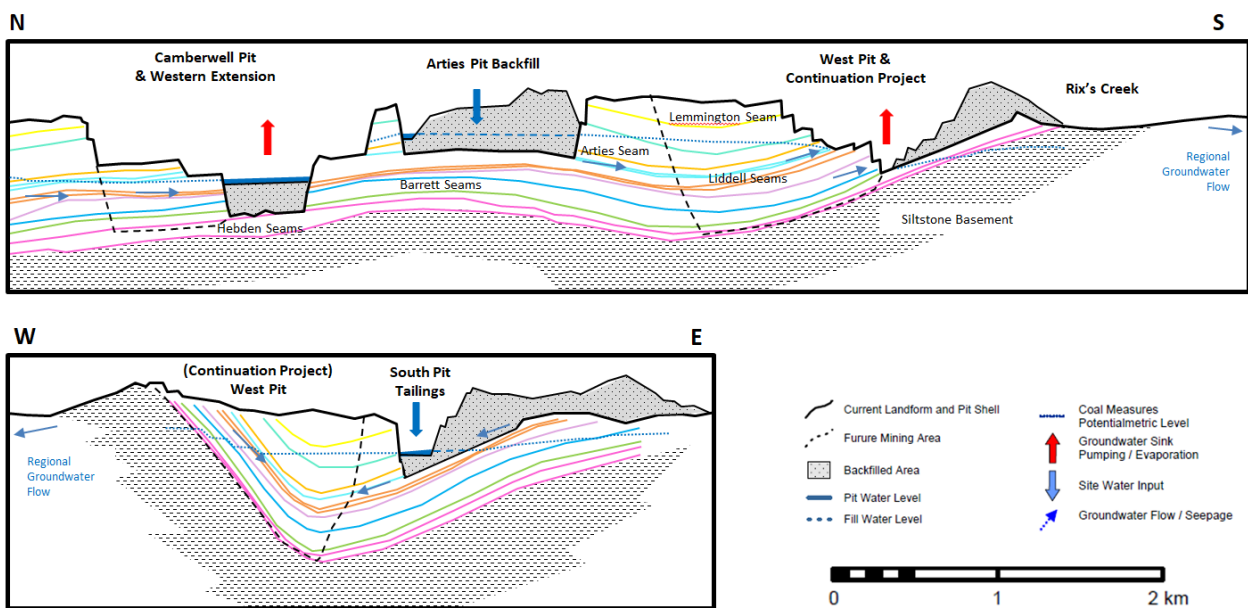 N
S
Camberwell Pit
& Western Extension
Arties Pit Backfill
West Pit &
Continuation Project
Rix's Creek
Lemmington Seam
Arties Seam
Liddell Seams
Barrett Seams
Hebden Seams
Siltstone Basement
Regional
Groundwater
Flow
W
E
(Continuation Project)
West Pit
South Pit
Tailings
Regional
Groundwater
Flow
Current Landform and Pit Shell
Furure Mining Area
Backfilled Area
Pit Water Level
Fill Water Level
Coal Measures
Potentialmetric Level
Groundwater Sink
Pumping / Evaporation
Site Water Input
Groundwater Flow / Seepage
0 1 2 km